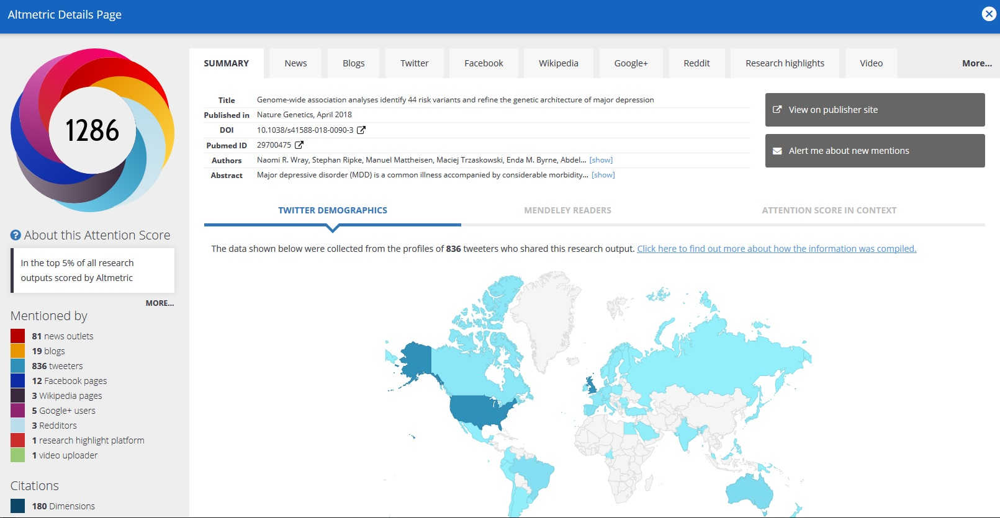 Altmetric Details Page
1286
About this Attention Score
In the top 5% of all research
outputs scored by Altmetric
MORE...
Mentioned by
81 news outlets
19 blogs
836 tweeters
12 Facebook pages
3 Wikipedia pages
5 Google+ users
3 Redditors
1 research highlight platform
1 video uploader
Citations
180 Dimensions
SUMMARY News Blogs Twitter Facebook Wikipedia Google+ Reddit Research highlights Video More...
Title Genome-wide association analyses identify 44 risk variants and refine the genetic architecture of major depression
Published in Nature Genetics, April 2018
DOI 10.1038/s41588-018-0090-3
Pubmed ID 29700475
Authors Naomi R. Wray, Stephan Ripke, Manuel Mattheisen, Maciej Trzaskowski, Enda M. Byrne, Abdel... [show]
Abstract Major depressive disorder (MDD) is a common illness accompanied by considerable morbidity... [show]
View on publisher site
Alert me about new mentions
TWITTER DEMOGRAPHICS MENDELEY READERS ATTENTION SCORE IN CONTEXT
The data shown below were collected from the profiles of 836 tweeters who shared this research output. Click here to find out more about how the information was compiled.